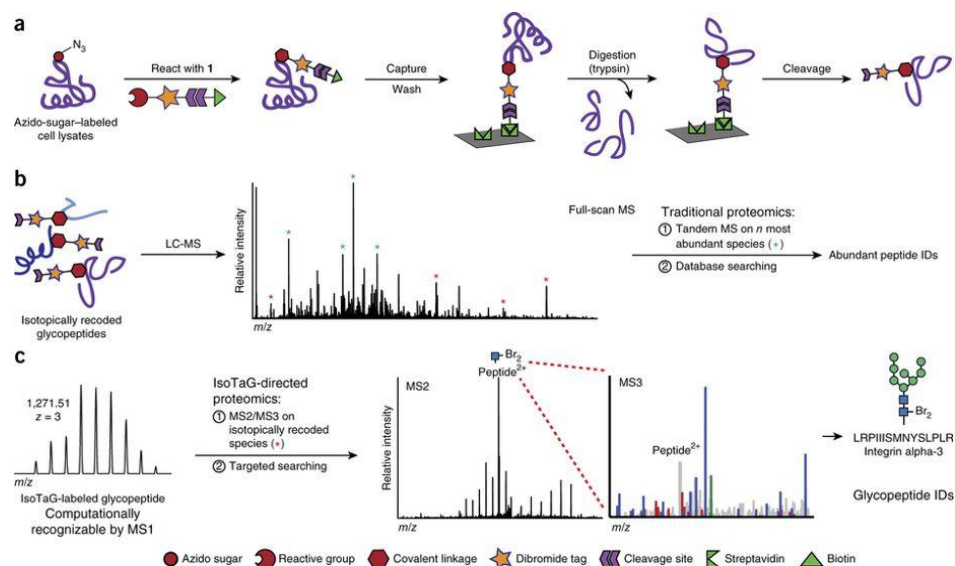 a
N3
React with 1
Capture
Wash
Digestion
(trypsin)
Cleavage
Azido-sugar–labeled
cell lysates
b
LC-MS
Relative intensity
m/z
Full-scan MS
Traditional proteomics:
① Tandem MS on n most
abundant species (*)
② Database searching
Abundant peptide IDs
Isotopically recoded
glycopeptides
c
1,271.51
z = 3
m/z
IsoTaG-labeled glycopeptide
Computationally
recognizable by MS1
IsoTaG-directed
proteomics:
① MS2/MS3 on
isotopically recoded
species (*)
② Targeted searching
Relative intensity
MS2
Br2
Peptide2+
m/z
MS3
Peptide2+
m/z
Br2
LRPIIISMNYSLPLR
Integrin alpha-3
Glycopeptide IDs
Azido sugar
Reactive group
Covalent linkage
Dibromide tag
Cleavage site
Streptavidin
Biotin